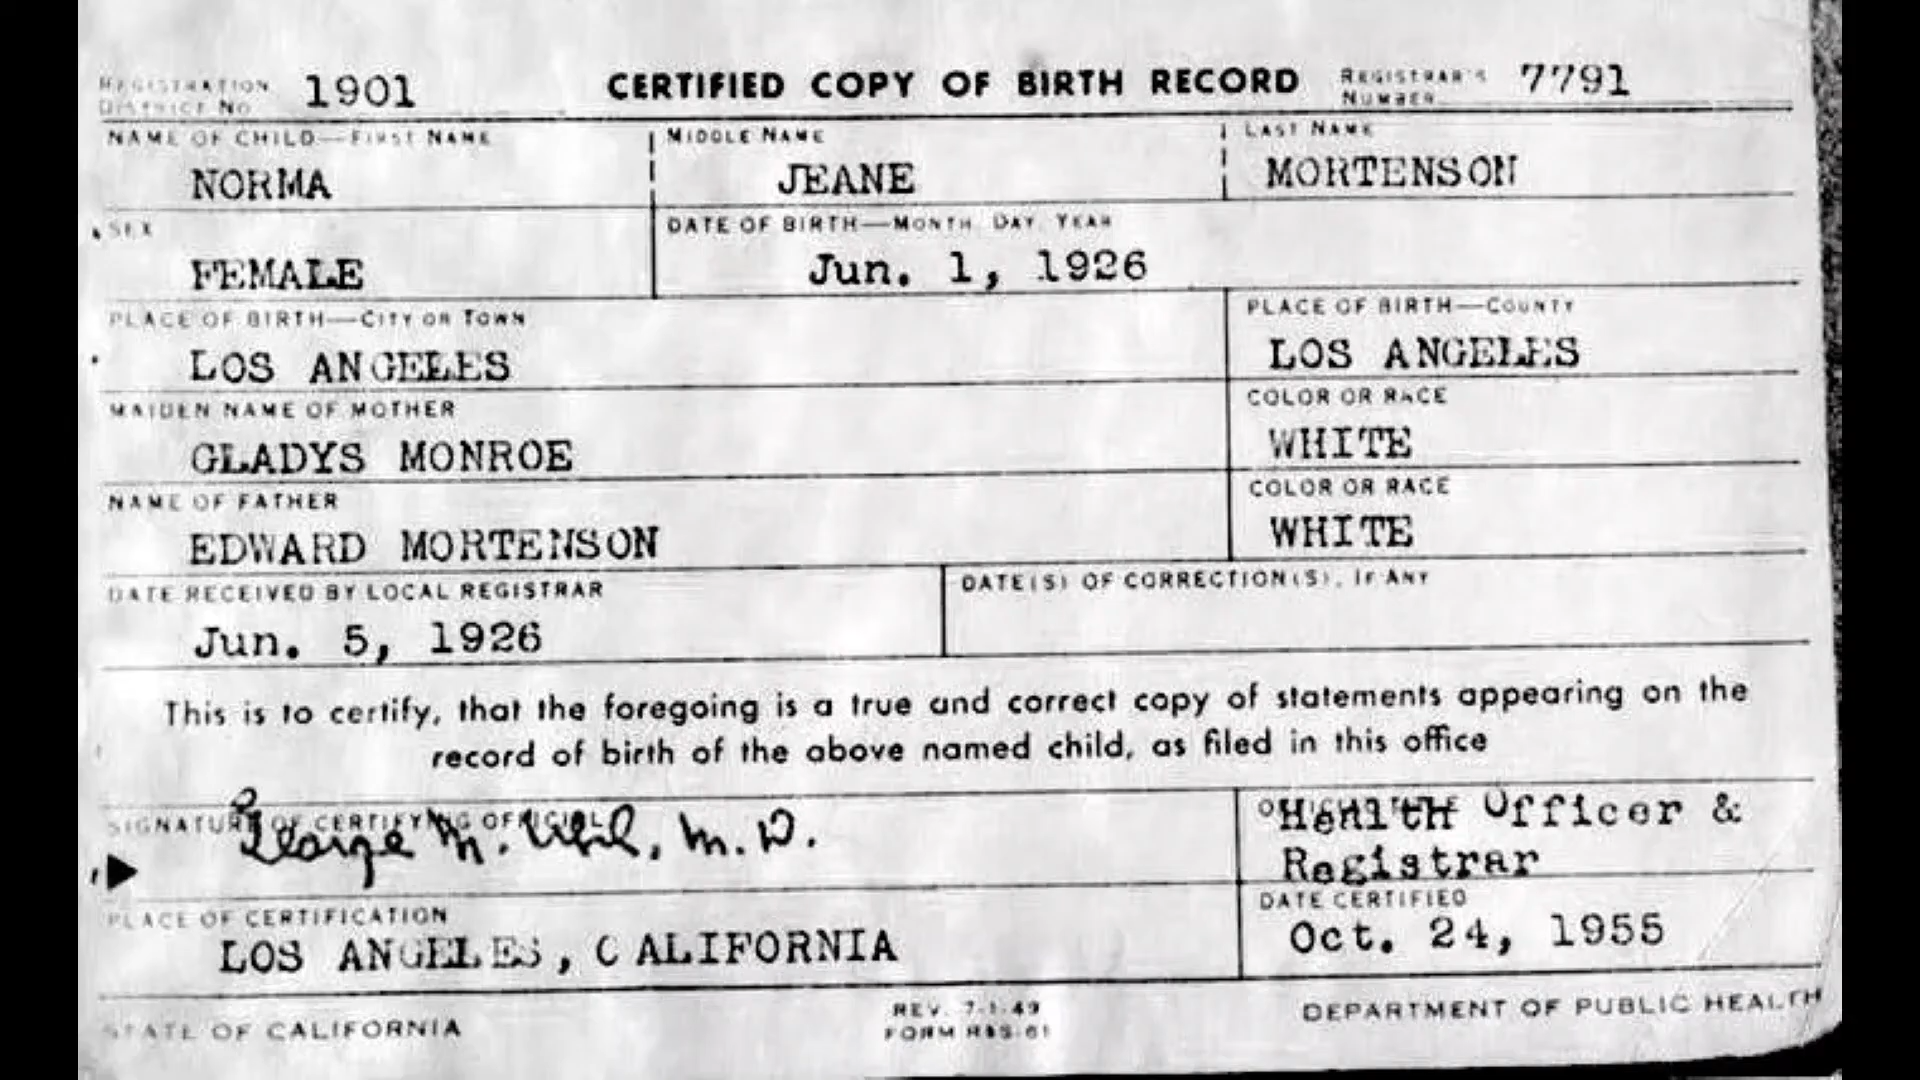 REGISTRATION DISTRICT NO 1901 CERTIFIED COPY OF BIRTH RECORD REGISTRAR'S NUMBER 7791
NAME OF CHILD—FIRST NAME MIDDLE NAME LAST NAME
NORMA JEANE MORTENSON
SEX DATE OF BIRTH—MONTH DAY, YEAR
FEMALE Jun. 1, 1926
PLACE OF BIRTH—CITY OR TOWN PLACE OF BIRTH—COUNTY
LOS ANGELES LOS ANGELES
MAIDEN NAME OF MOTHER COLOR OR RACE
GLADYS MONROE WHITE
NAME OF FATHER COLOR OR RACE
EDWARD MORTENSON WHITE
DATE RECEIVED BY LOCAL REGISTRAR DATE(S) OF CORRECTION(S), IF ANY
Jun. 5, 1926
This is to certify, that the foregoing is a true and correct copy of statements appearing on the
record of birth of the above named child, as filed in this office
SIGNATURE OF CERTIFYING OFFICIAL Health Officer &
George M. Uhl, M.D. Registrar
PLACE OF CERTIFICATION DATE CERTIFIED
LOS ANGELES, CALIFORNIA Oct. 24, 1955
STATE OF CALIFORNIA REV. 7-1-49 DEPARTMENT OF PUBLIC HEALTH
FORM R&S-61